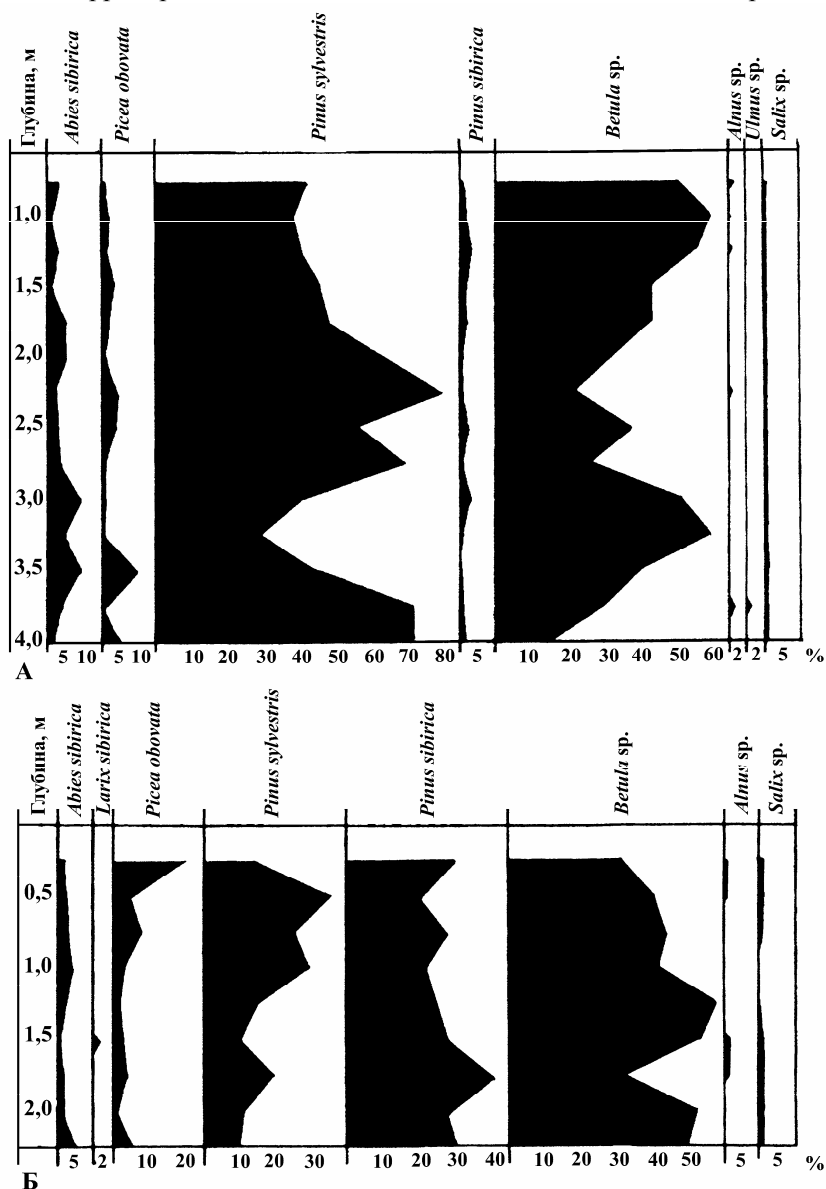 Глубина, м Abies sibirica Picea obovata Pinus sylvestris Pinus sibirica Betula sp. Alnus sp. Ulmus sp. Salix sp.
1,0
1,5
2,0
2,5
3,0
3,5
4,0
5 10 5 10 10 20 30 40 50 60 70 80 5 10 20 30 40 50 60 2 2 5 %
А
Глубина, м Abies sibirica Larix sibirica Picea obovata Pinus sylvestris Pinus sibirica Betula sp. Alnus sp. Salix sp.
0,5
1,0
1,5
2,0
5 2 10 20 10 20 30 10 20 30 40 10 20 30 40 50 5 5 %
Б